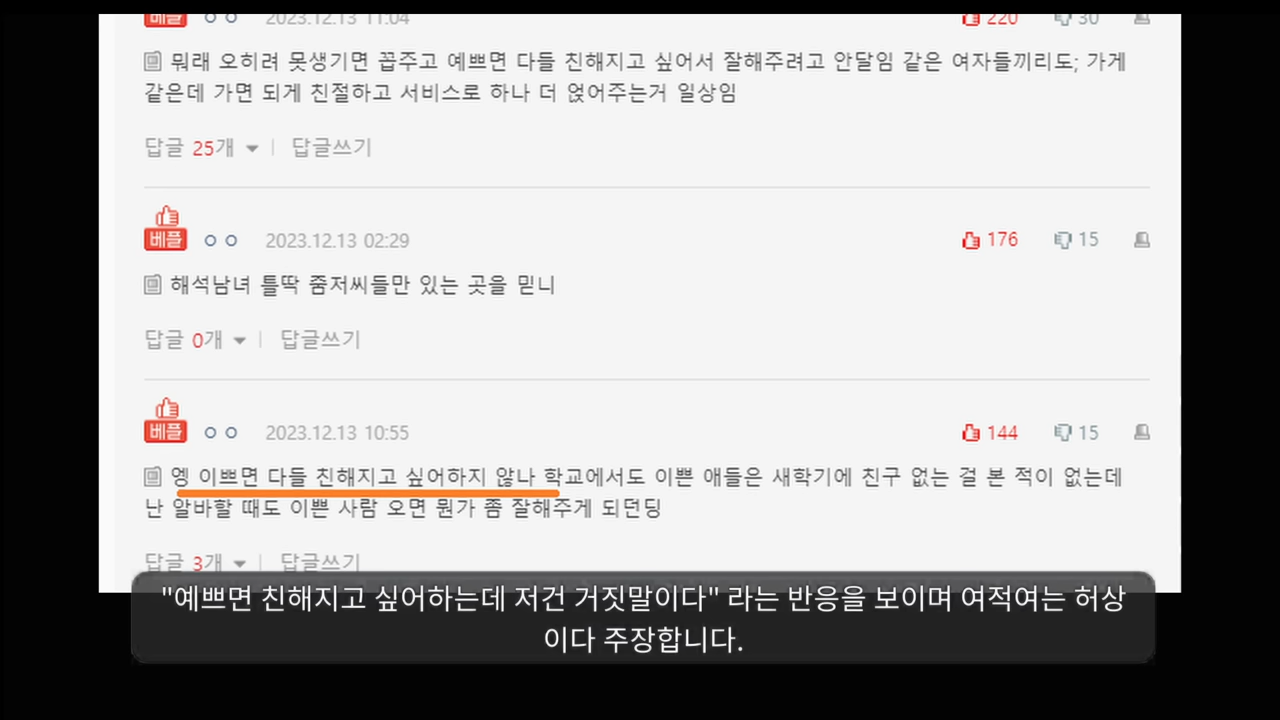 베플 ㅇㅇ 2023.12.13 11:04 220 30
뭐래 오히려 못생기면 꼽주고 예쁘면 다들 친해지고 싶어서 잘해주려고 안달임 같은 여자들끼리도; 가게
같은데 가면 되게 친절하고 서비스로 하나 더 얹어주는거 일상임
답글 25개 답글쓰기
베플 ㅇㅇ 2023.12.13 02:29 176 15
해석남녀 틀딱 줌저씨들만 있는 곳을 믿니
답글 0개 답글쓰기
베플 ㅇㅇ 2023.12.13 10:55 144 15
엥 이쁘면 다들 친해지고 싶어하지 않나 학교에서도 이쁜 애들은 새학기에 친구 없는 걸 본 적이 없는데
난 알바할 때도 이쁜 사람 오면 뭔가 좀 잘해주게 되던딩
답글 3개 답글쓰기
"예쁘면 친해지고 싶어하는데 저건 거짓말이다" 라는 반응을 보이며 여적여는 허상
이다 주장합니다.